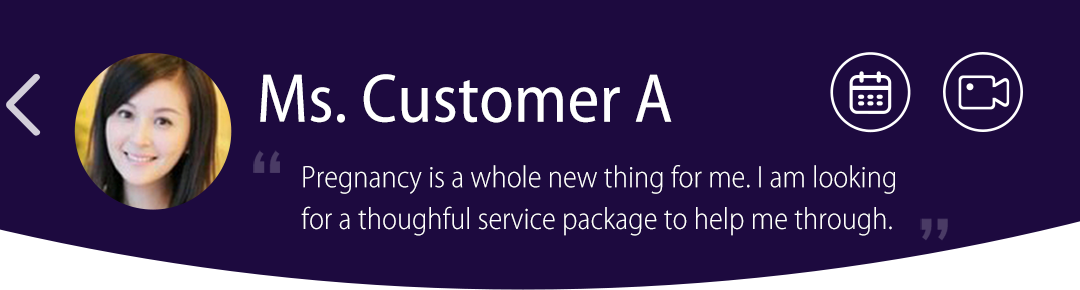 Ms. Customer A
“ Pregnancy is a whole new thing for me. I am looking
for a thoughful service package to help me through. ”